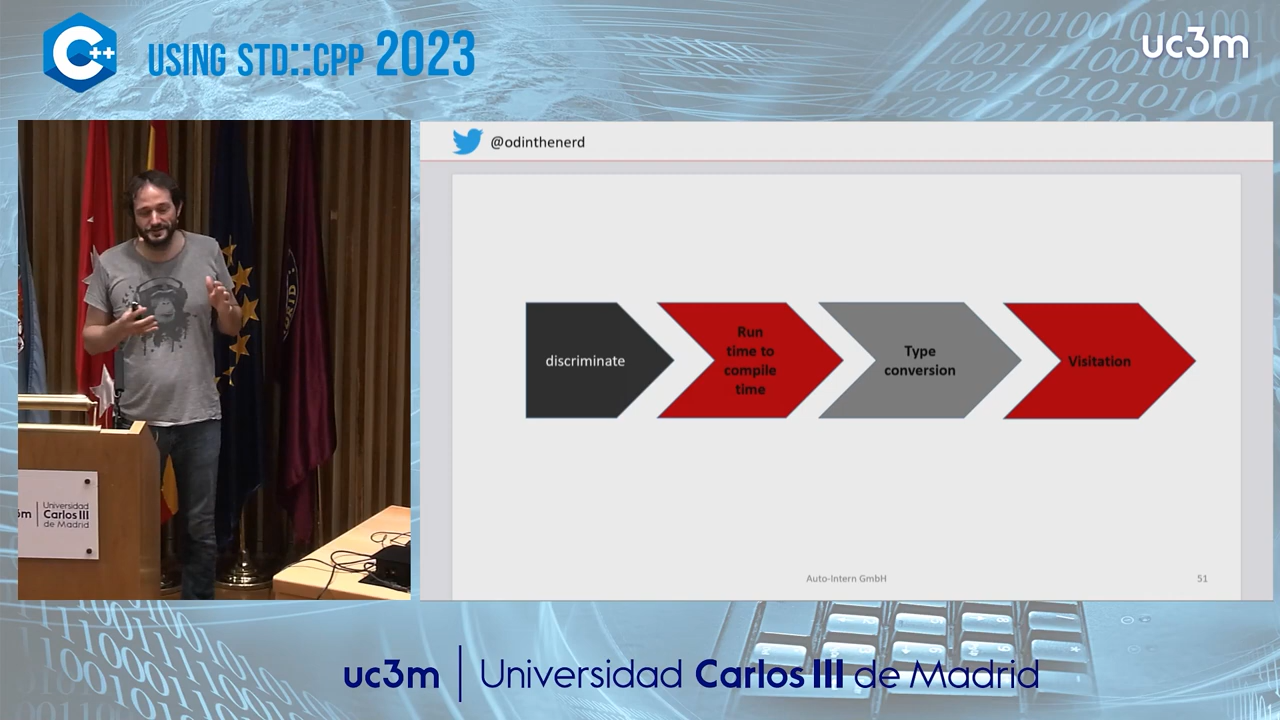 C++
USING STD::CPP 2023
uc3m
@odinthenerd
discriminate
Run
time to
compile
time
Type
conversion
Visitation
Auto-Intern GmbH
51
Universidad
Carlos III
de Madrid
uc3m | Universidad Carlos III de Madrid